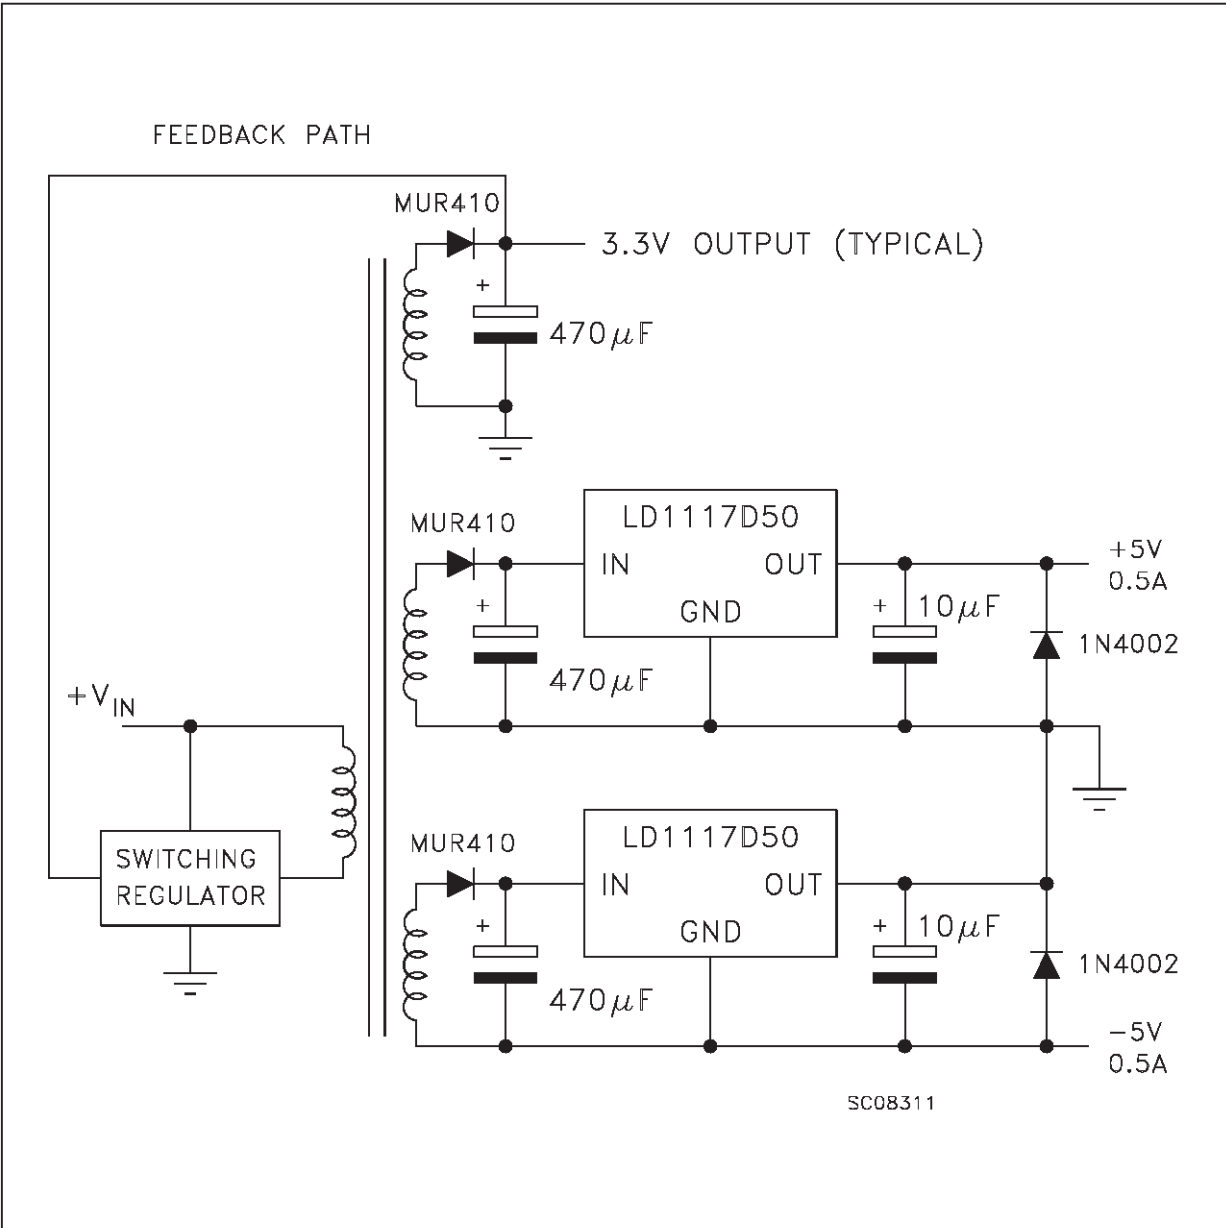 FEEDBACK PATH
MUR410
3.3V OUTPUT (TYPICAL)
+
470μF
MUR410
LD1117D50
IN
OUT
GND
+
470μF
+
10μF
+5V
0.5A
1N4002
+VIN
SWITCHING
REGULATOR
MUR410
LD1117D50
IN
OUT
GND
+
470μF
+
10μF
1N4002
−5V
0.5A
SC08311